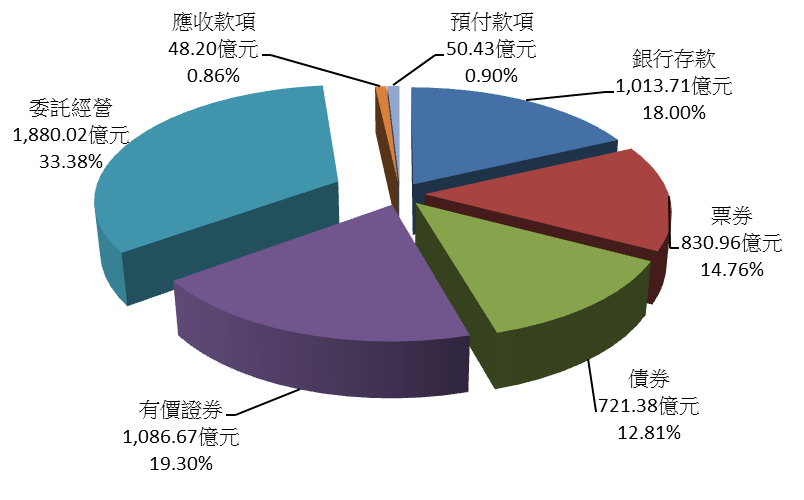 應收款項
48.20億元
0.86%
預付款項
50.43億元
0.90%
銀行存款
1,013.71億元
18.00%
委託經營
1,880.02億元
33.38%
票券
830.96億元
14.76%
債券
721.38億元
12.81%
有價證券
1,086.67億元
19.30%